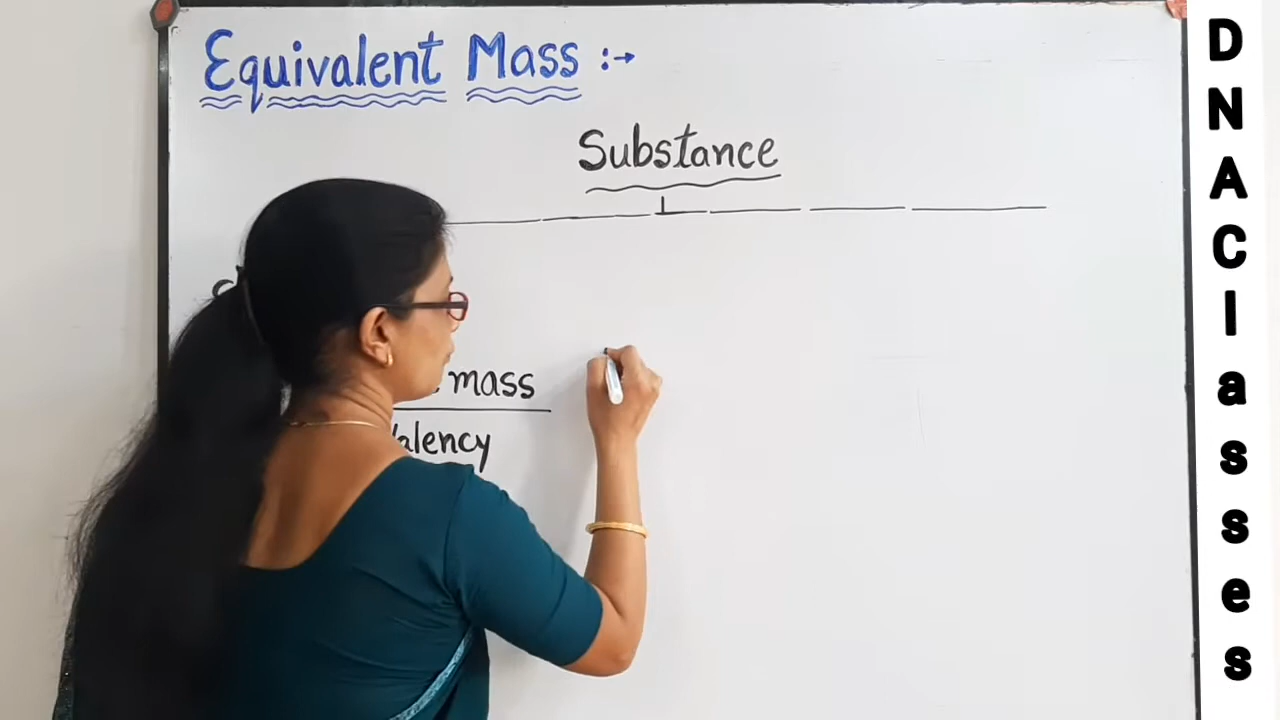 Equivalent Mass :→
Substance
mass
alency
DNAClasses